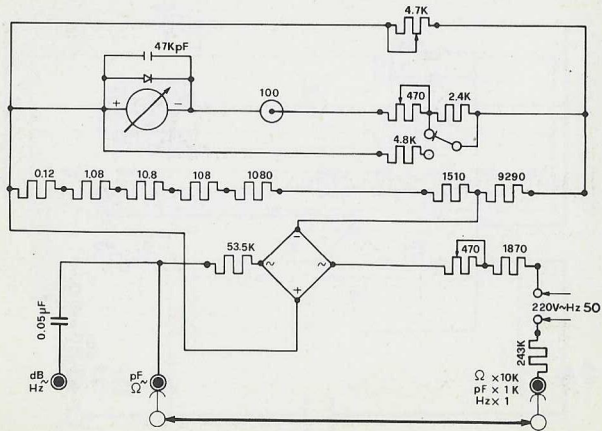 4.7K
47KpF
100
470
2.4K
+
-
4.8K
0.12
1.08
10.8
108
1080
1510
9290
-
53.5K
~
~
470
1870
+
0.05µF
220V~Hz 50
243K
dB
Hz~
pF
Ω~
Ω x10K
pF x 1K
Hz x 1